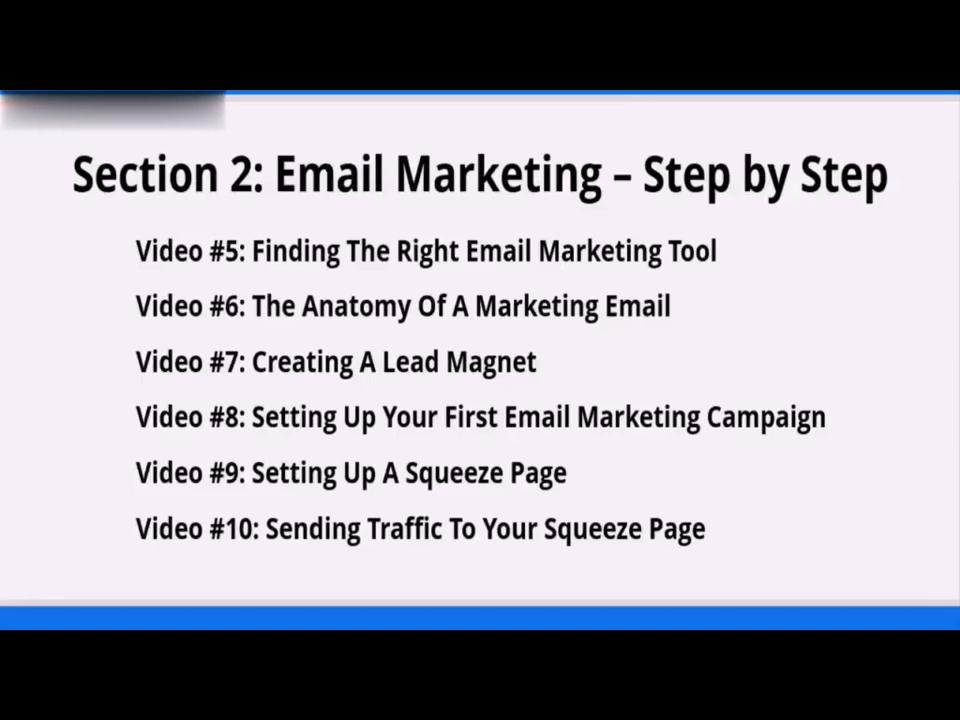 Section 2: Email Marketing – Step by Step
Video #5: Finding The Right Email Marketing Tool
Video #6: The Anatomy Of A Marketing Email
Video #7: Creating A Lead Magnet
Video #8: Setting Up Your First Email Marketing Campaign
Video #9: Setting Up A Squeeze Page
Video #10: Sending Traffic To Your Squeeze Page